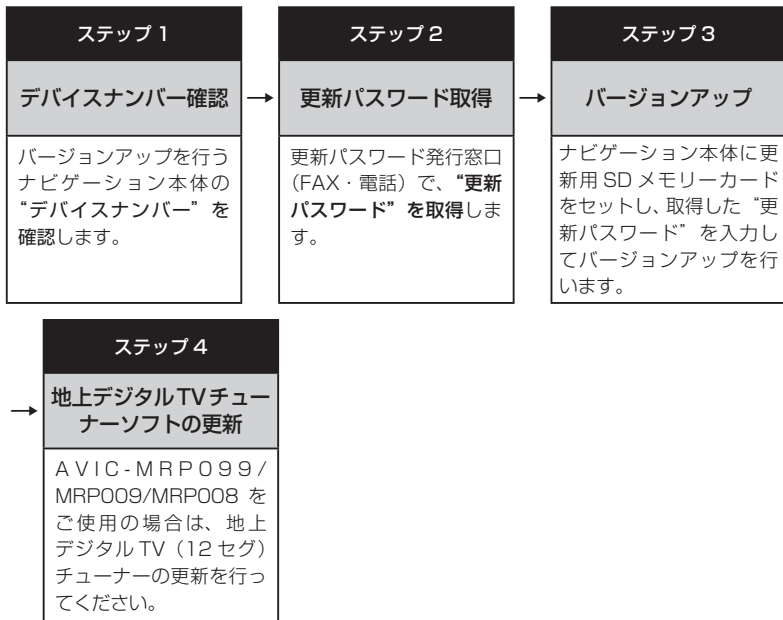 ステップ 1
デバイスナンバー確認
バージョンアップを行う
ナビゲーション本体の
“デバイスナンバー”を
確認します。
→
ステップ 2
更新パスワード取得
更新パスワード発行窓口
(FAX・電話)で、“更新
パスワード”を取得しま
す。
→
ステップ 3
バージョンアップ
ナビゲーション本体に更
新用 SD メモリーカード
をセットし、取得した“更
新パスワード”を入力し
てバージョンアップを行
います。
→
ステップ 4
地上デジタルTVチュー
ナーソフトの更新
AVIC-MRP099/
MRP009/MRP008 を
ご使用の場合は、地上
デジタル TV(12 セグ)
チューナーの更新を行っ
てください。